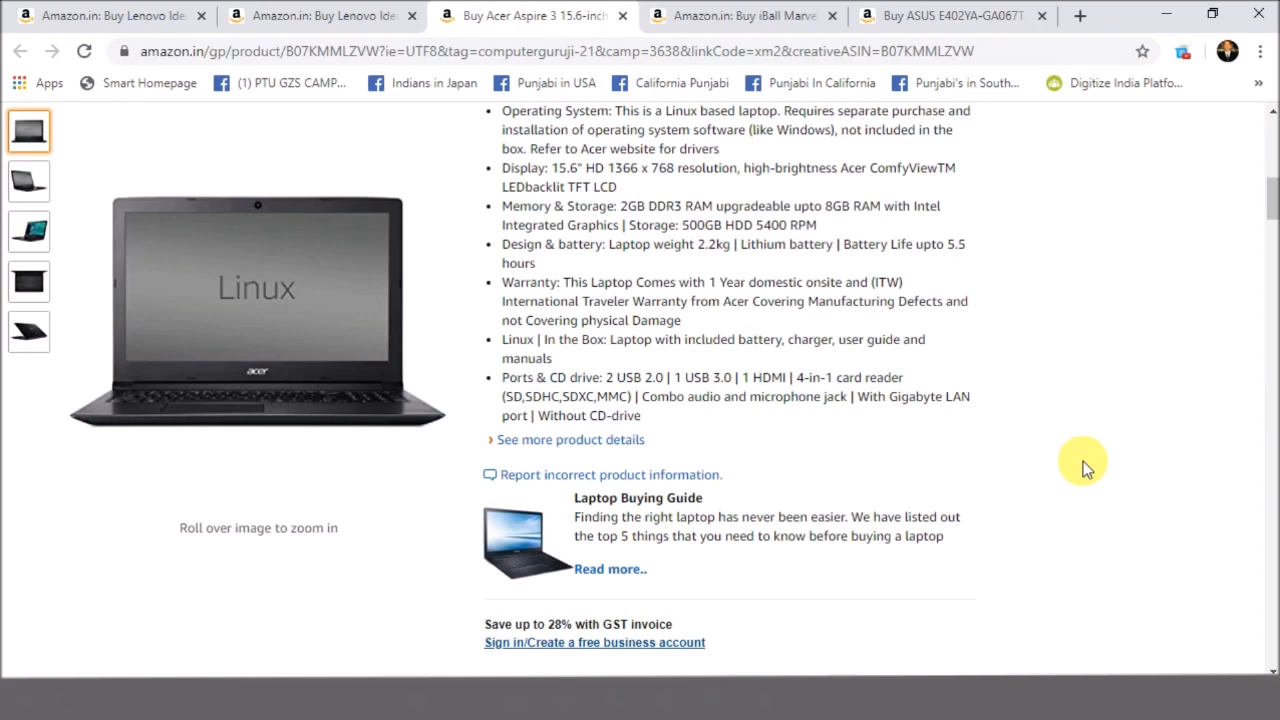 Amazon.in: Buy Lenovo Ide
Amazon.in: Buy Lenovo Ide
Buy Acer Aspire 3 15.6-inch
Amazon.in: Buy iBall Marve
Buy ASUS E402YA-GA067T
amazon.in/gp/product/B07KMMLZVW?ie=UTF8&tag=computerguruji-21&camp=3638&linkCode=xm2&creativeASIN=B07KMMLZVW
Apps
Smart Homepage
(1) PTU GZS CAMP...
Indians in Japan
Punjabi in USA
California Punjabi
Punjabi In California
Punjabi's in South...
Digitize India Platfo...
»
• Operating System: This is a Linux based laptop. Requires separate purchase and
installation of operating system software (like Windows), not included in the
box. Refer to Acer website for drivers
• Display: 15.6" HD 1366 x 768 resolution, high-brightness Acer ComfyViewTM
LEDbacklit TFT LCD
• Memory & Storage: 2GB DDR3 RAM upgradeable upto 8GB RAM with Intel
Integrated Graphics | Storage: 500GB HDD 5400 RPM
• Design & battery: Laptop weight 2.2kg | Lithium battery | Battery Life upto 5.5
hours
• Warranty: This Laptop Comes with 1 Year domestic onsite and (ITW)
International Traveler Warranty from Acer Covering Manufacturing Defects and
not Covering physical Damage
• Linux | In the Box: Laptop with included battery, charger, user guide and
manuals
• Ports & CD drive: 2 USB 2.0 | 1 USB 3.0 | 1 HDMI | 4-in-1 card reader
(SD,SDHC,SDXC,MMC) | Combo audio and microphone jack | With Gigabyte LAN
port | Without CD-drive
› See more product details
Report incorrect product information.
Laptop Buying Guide
Finding the right laptop has never been easier. We have listed out
the top 5 things that you need to know before buying a laptop
Read more..
Save up to 28% with GST invoice
Sign in/Create a free business account
Linux
acer
Roll over image to zoom in